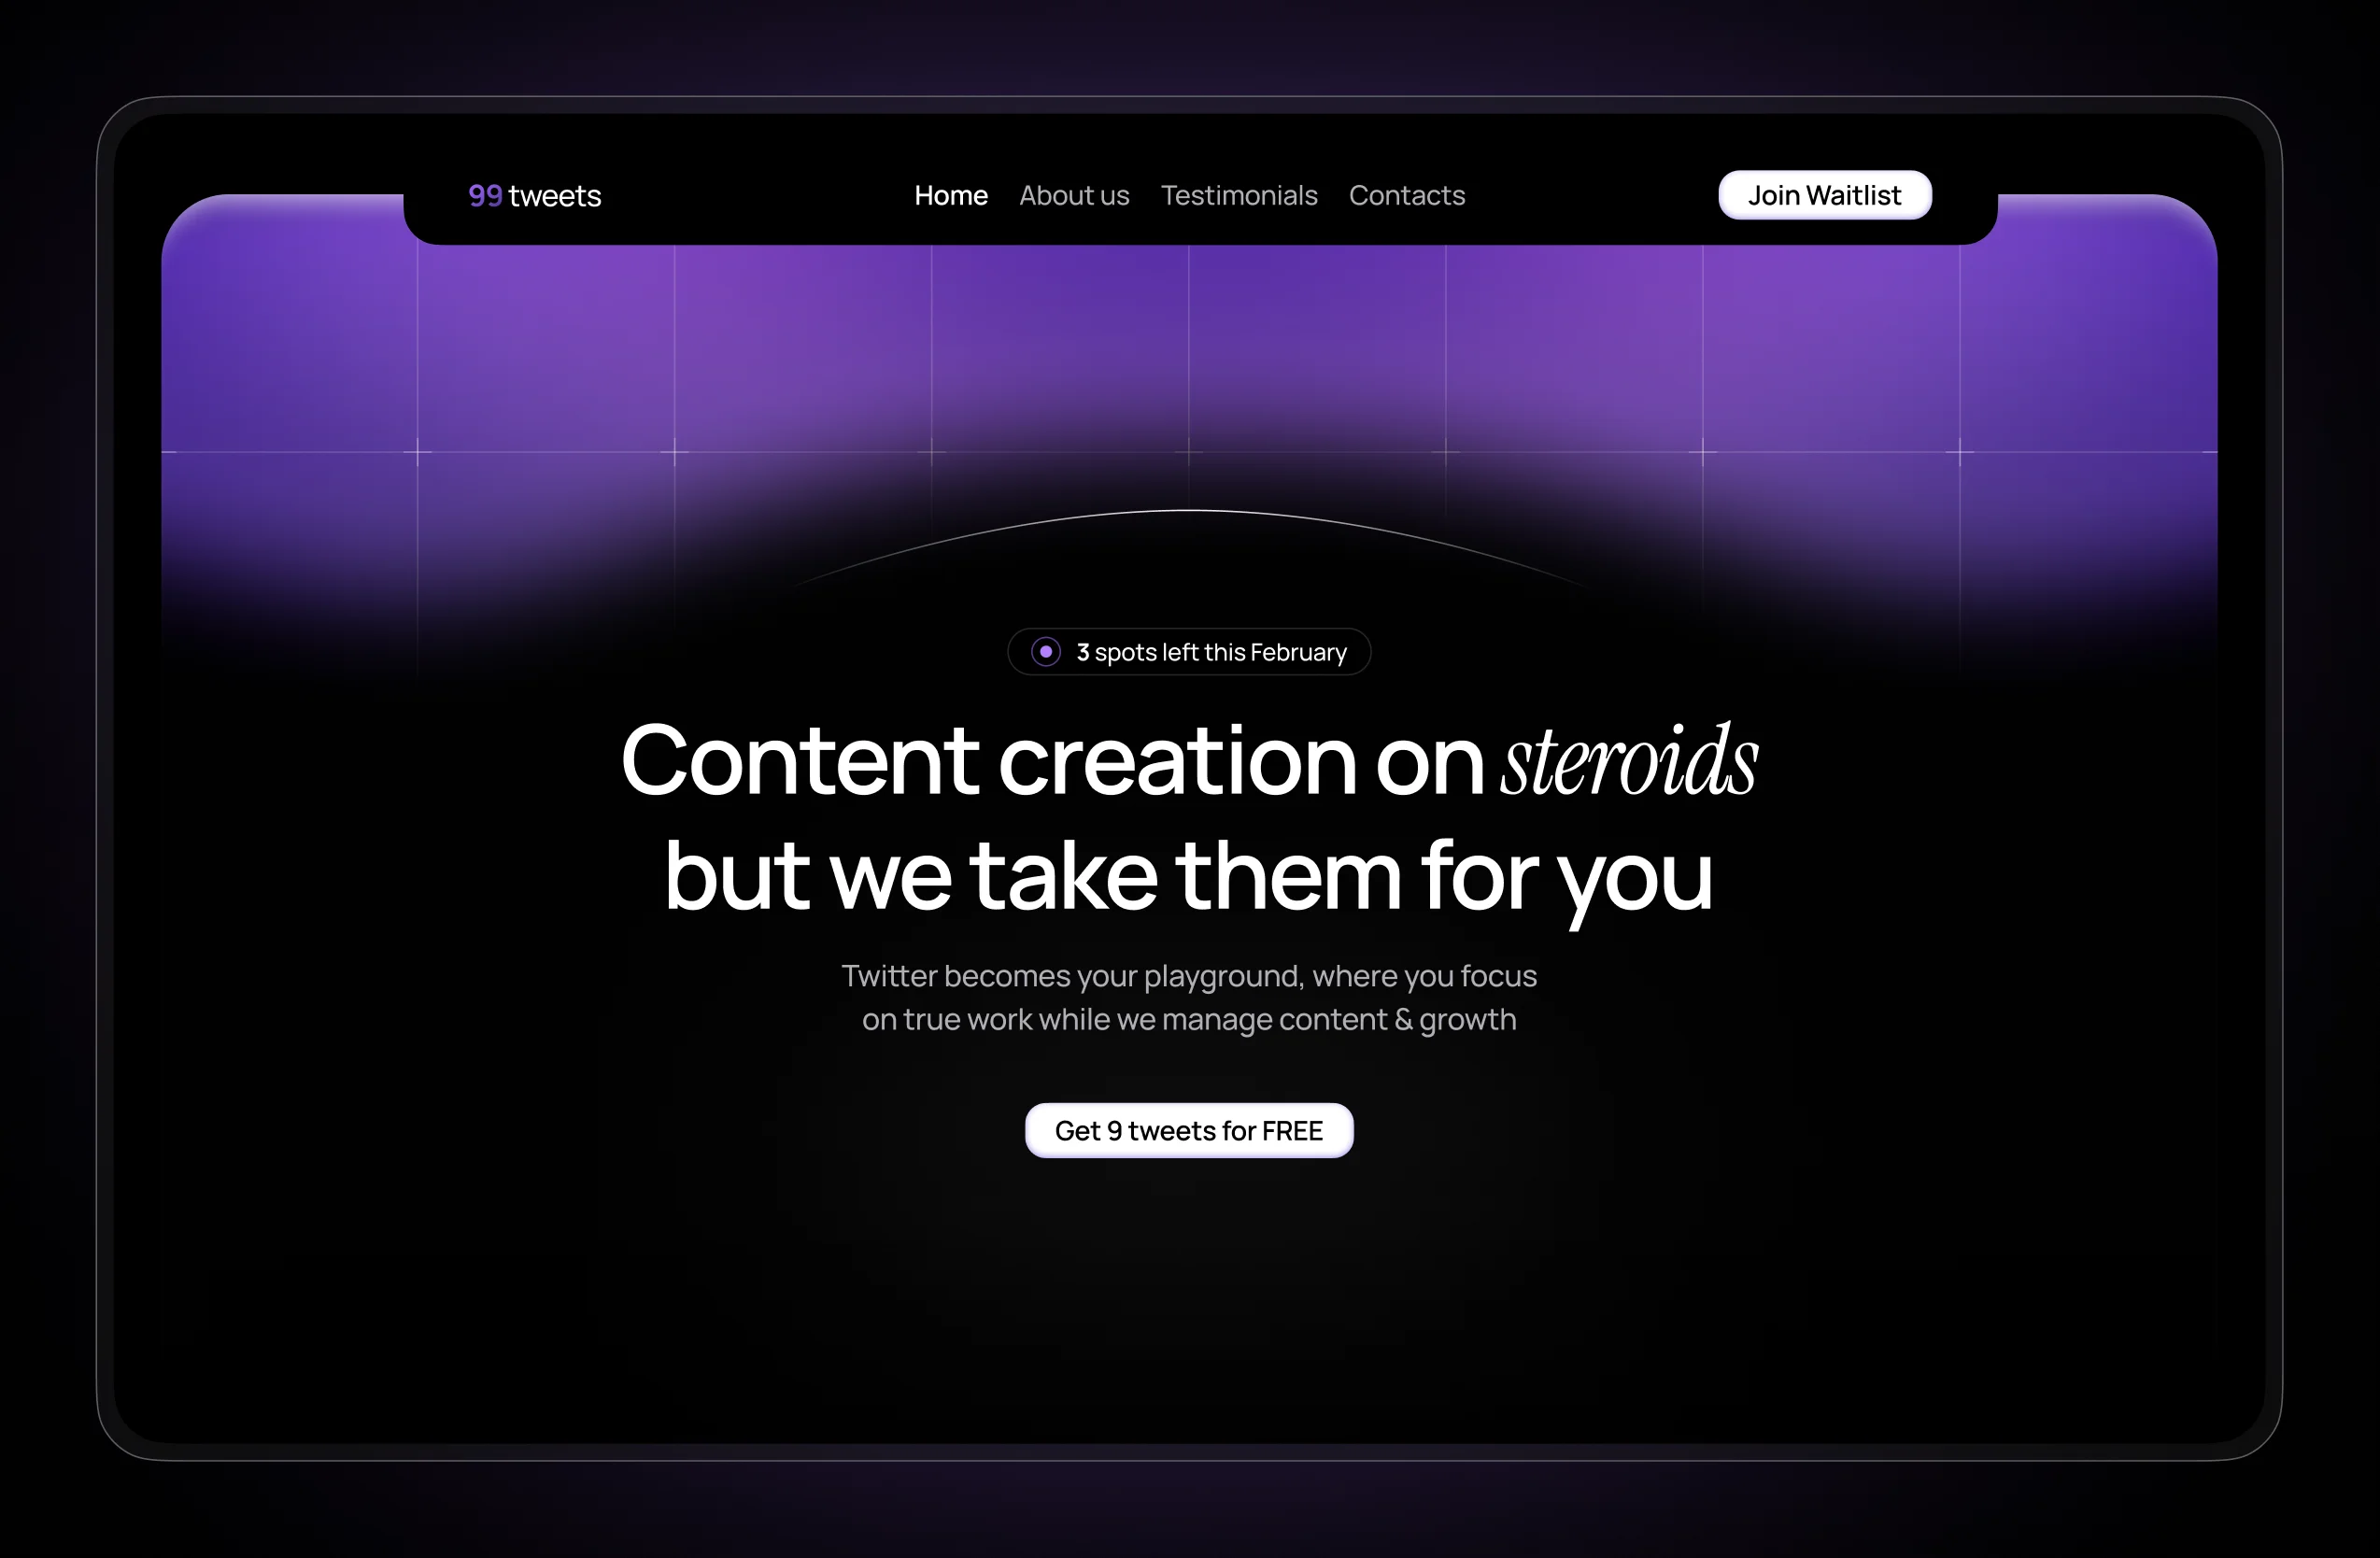 99 tweets
Home About us Testimonials Contacts
Join Waitlist
3 spots left this February
Content creation on steroids
but we take them for you
Twitter becomes your playground, where you focus
on true work while we manage content & growth
Get 9 tweets for FREE